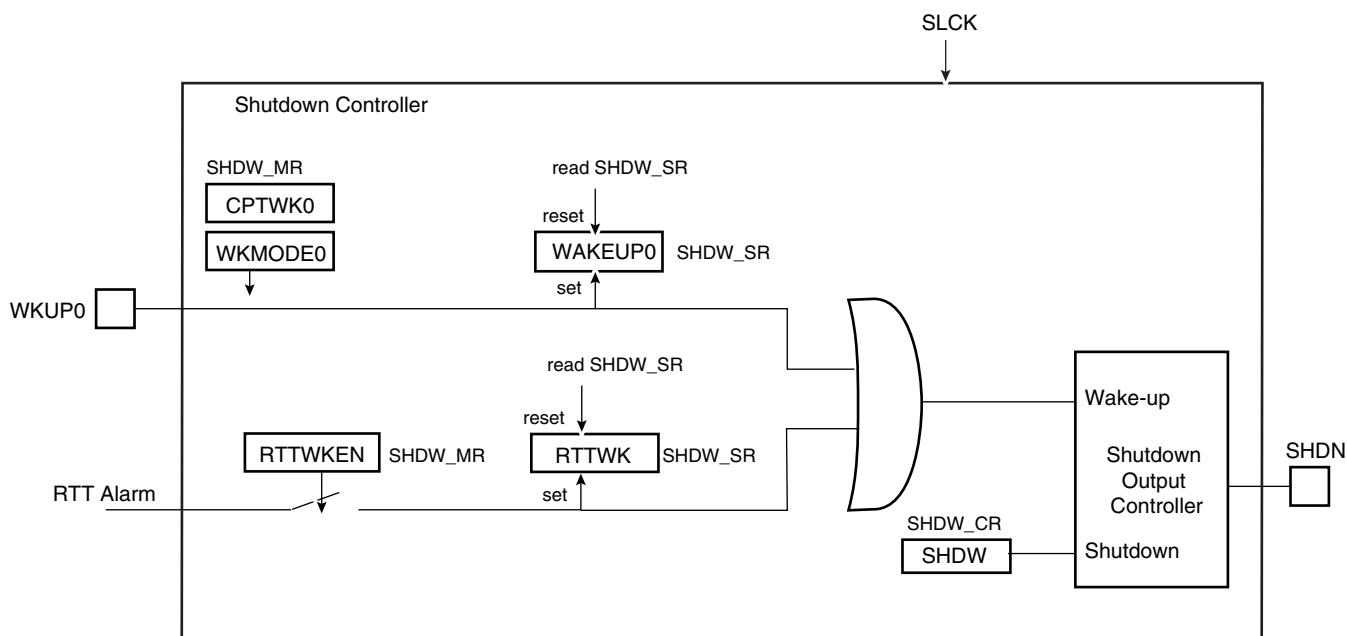 SLCK
Shutdown Controller
SHDW_MR
CPTWK0
WKMODE0
read SHDW_SR
reset
WAKEUP0
SHDW_SR
set
WKUP0
read SHDW_SR
reset
RTTWKEN
SHDW_MR
RTTWK
SHDW_SR
set
RTT Alarm
Wake-up
Shutdown
Output
Controller
SHDN
SHDW_CR
SHDW
Shutdown